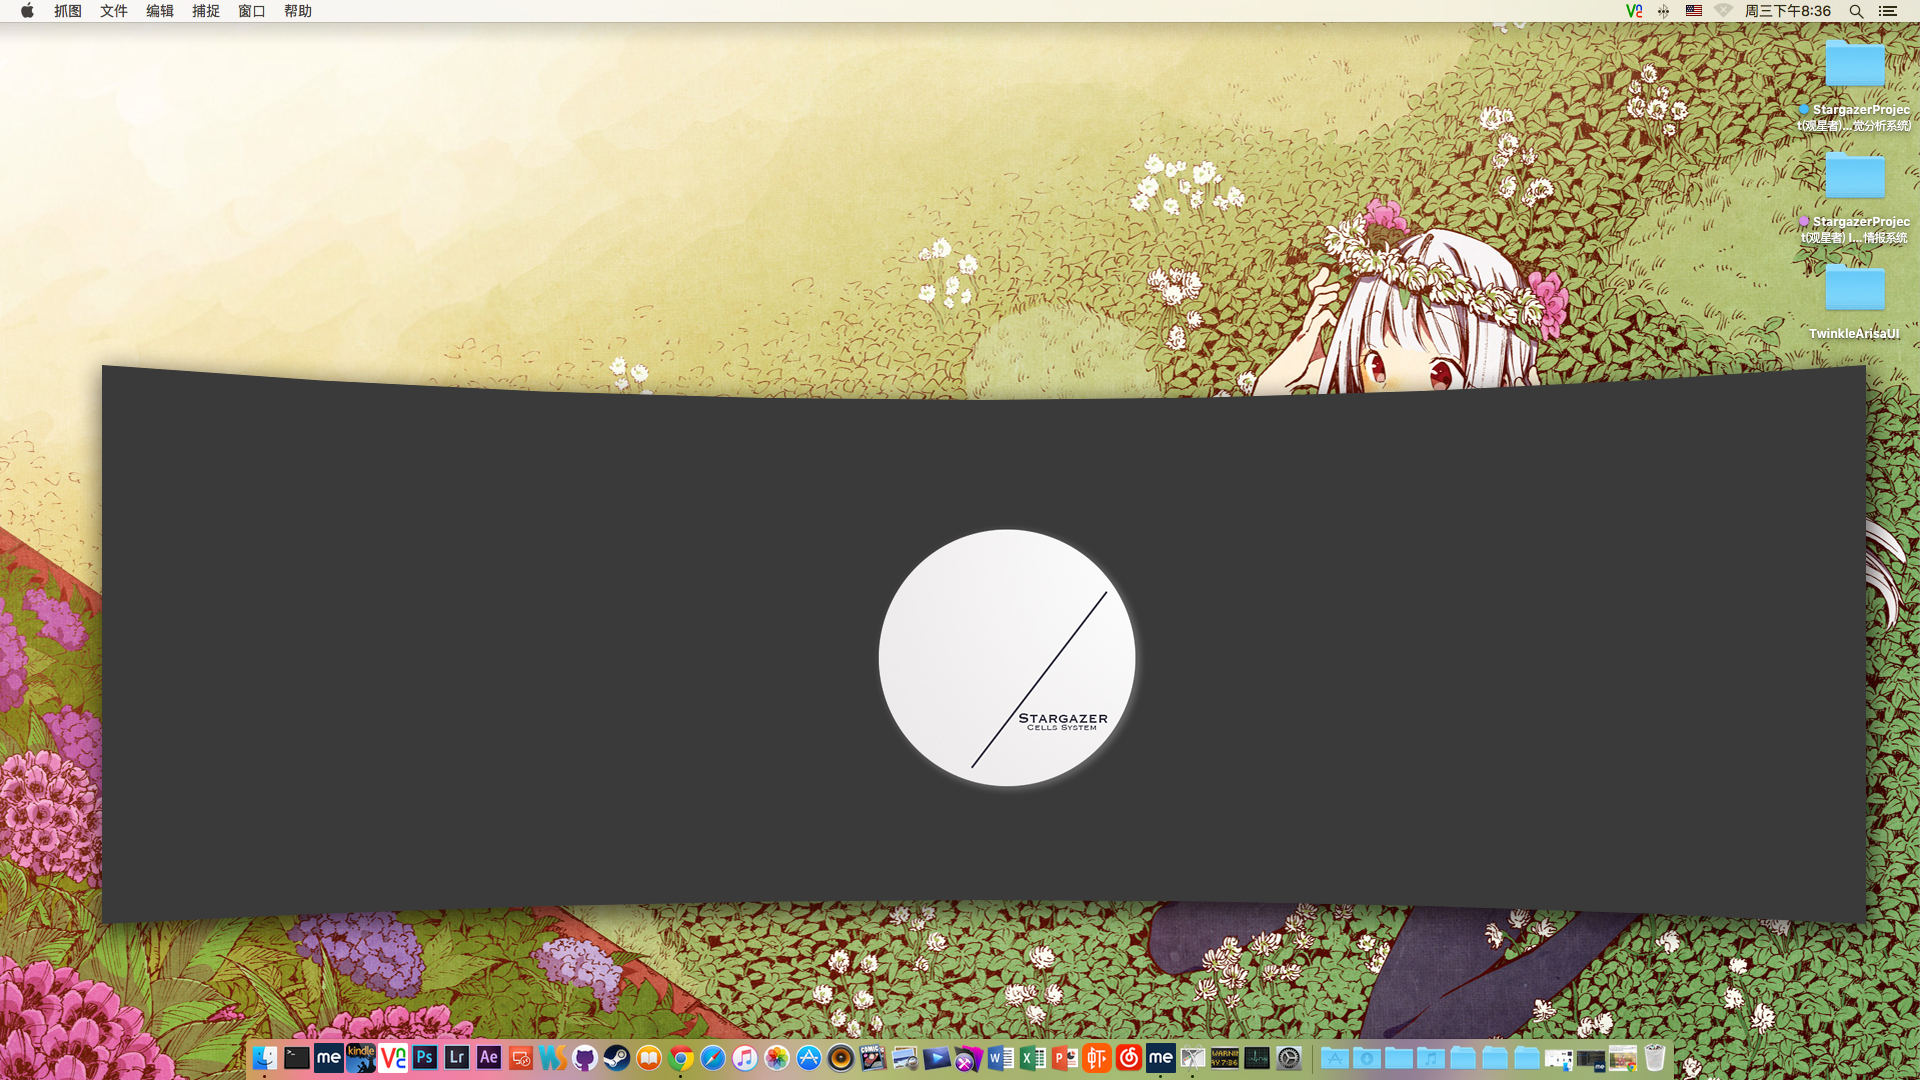 抓图 文件 编辑 捕捉 窗口 帮助
周三下午8:36
StargazerProjec
t(观星者)...觉分析系统)
StargazerProjec
t(观星者) I...情报系统
TwinkleArisaUI
STARGAZER
CELLS SYSTEM
me kindle Ps Lr Ae COMIC me